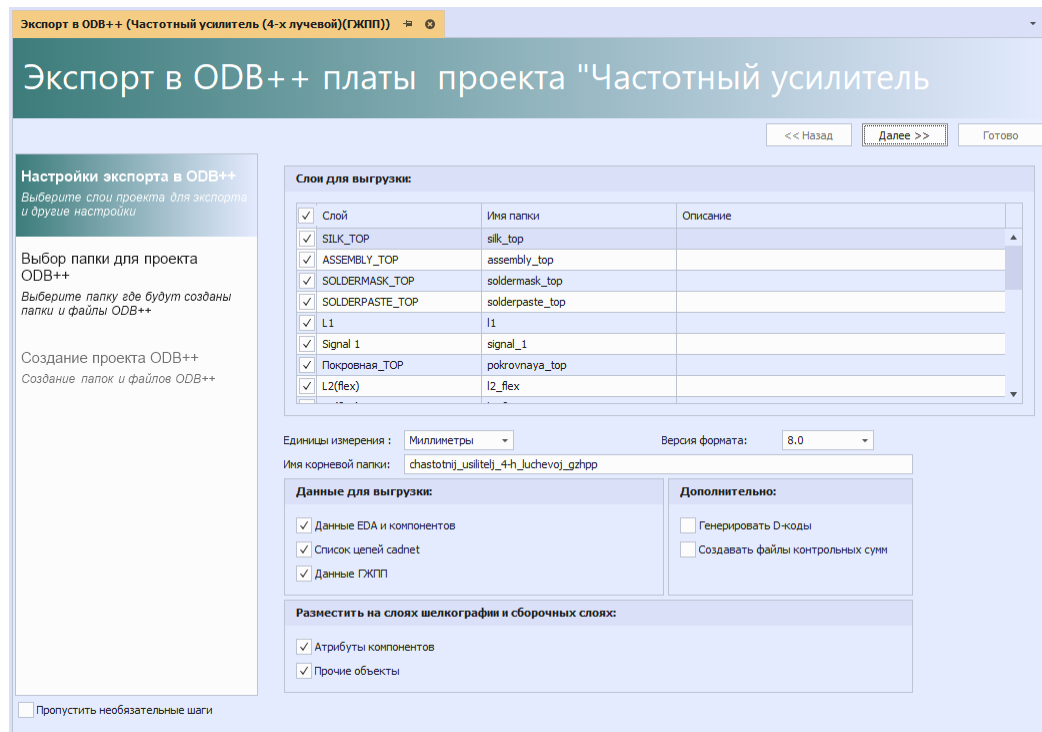 Экспорт в ODB++ (Частотный усилитель (4-х лучевой)(ГЖПП))
Экспорт в ODB++ платы  проекта "Частотный усилитель
<< Назад
Далее >>
Готово
Настройки экспорта в ODB++
Выберите слои проекта для экспорта
и другие настройки
Выбор папки для проекта
ODB++
Выберите папку где будут созданы
папки и файлы ODB++
Создание проекта ODB++
Создание папок и файлов ODB++
Пропустить необязательные шаги
Слои для выгрузки:
Слой Имя папки Описание
SILK_TOP silk_top
ASSEMBLY_TOP assembly_top
SOLDERMASK_TOP soldermask_top
SOLDERPASTE_TOP solderpaste_top
L1 l1
Signal 1 signal_1
Покровная_TOP pokrovnaya_top
L2(flex) l2_flex
Единицы измерения : Миллиметры Версия формата: 8.0
Имя корневой папки: chastotnij_usilitelj_4-h_luchevoj_gzhpp
Данные для выгрузки:
Данные EDA и компонентов
Список цепей cadnet
Данные ГЖПП
Дополнительно:
Генерировать D-коды
Создавать файлы контрольных сумм
Разместить на слоях шелкографии и сборочных слоях:
Атрибуты компонентов
Прочие объекты